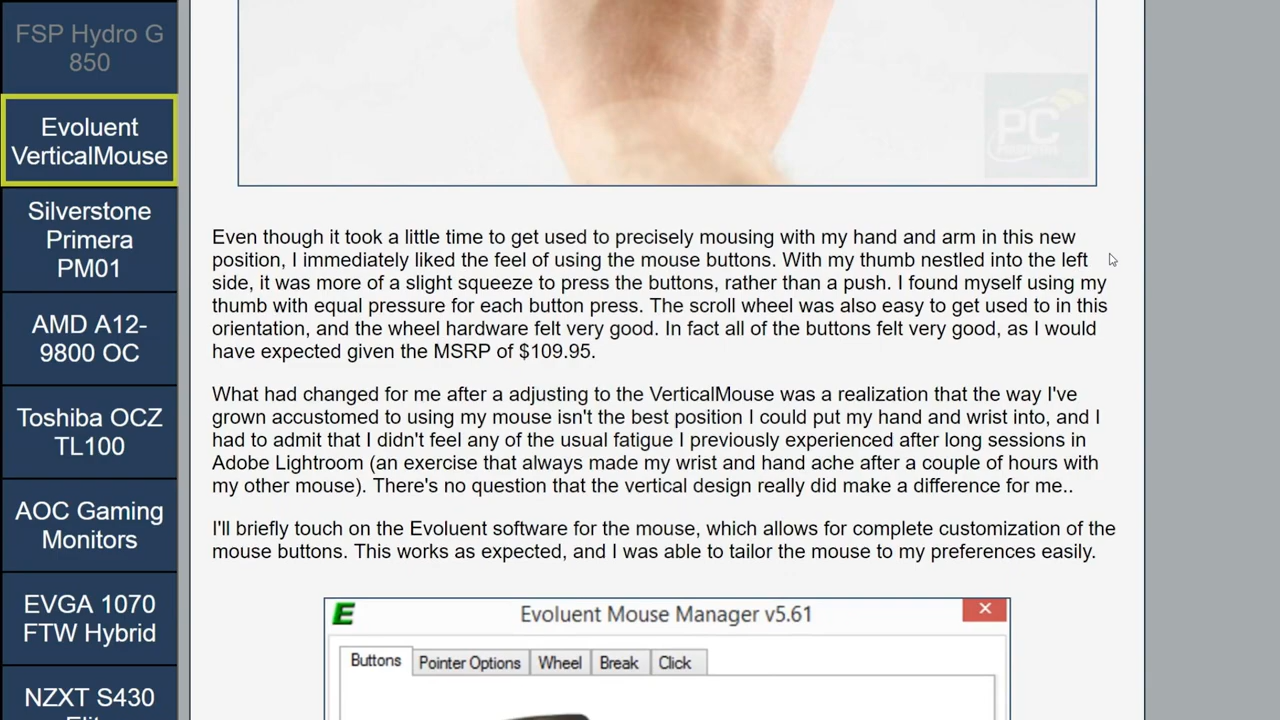 FSP Hydro G
850
Evoluent
VerticalMouse
Silverstone
Primera
PM01
AMD A12-
9800 OC
Toshiba OCZ
TL100
AOC Gaming
Monitors
EVGA 1070
FTW Hybrid
NZXT S430
PC
Even though it took a little time to get used to precisely mousing with my hand and arm in this new
position, I immediately liked the feel of using the mouse buttons. With my thumb nestled into the left
side, it was more of a slight squeeze to press the buttons, rather than a push. I found myself using my
thumb with equal pressure for each button press. The scroll wheel was also easy to get used to in this
orientation, and the wheel hardware felt very good. In fact all of the buttons felt very good, as I would
have expected given the MSRP of $109.95.
What had changed for me after a adjusting to the VerticalMouse was a realization that the way I've
grown accustomed to using my mouse isn't the best position I could put my hand and wrist into, and I
had to admit that I didn't feel any of the usual fatigue I previously experienced after long sessions in
Adobe Lightroom (an exercise that always made my wrist and hand ache after a couple of hours with
my other mouse). There's no question that the vertical design really did make a difference for me..
I'll briefly touch on the Evoluent software for the mouse, which allows for complete customization of the
mouse buttons. This works as expected, and I was able to tailor the mouse to my preferences easily.
E Evoluent Mouse Manager v5.61
Buttons Pointer Options Wheel Break Click